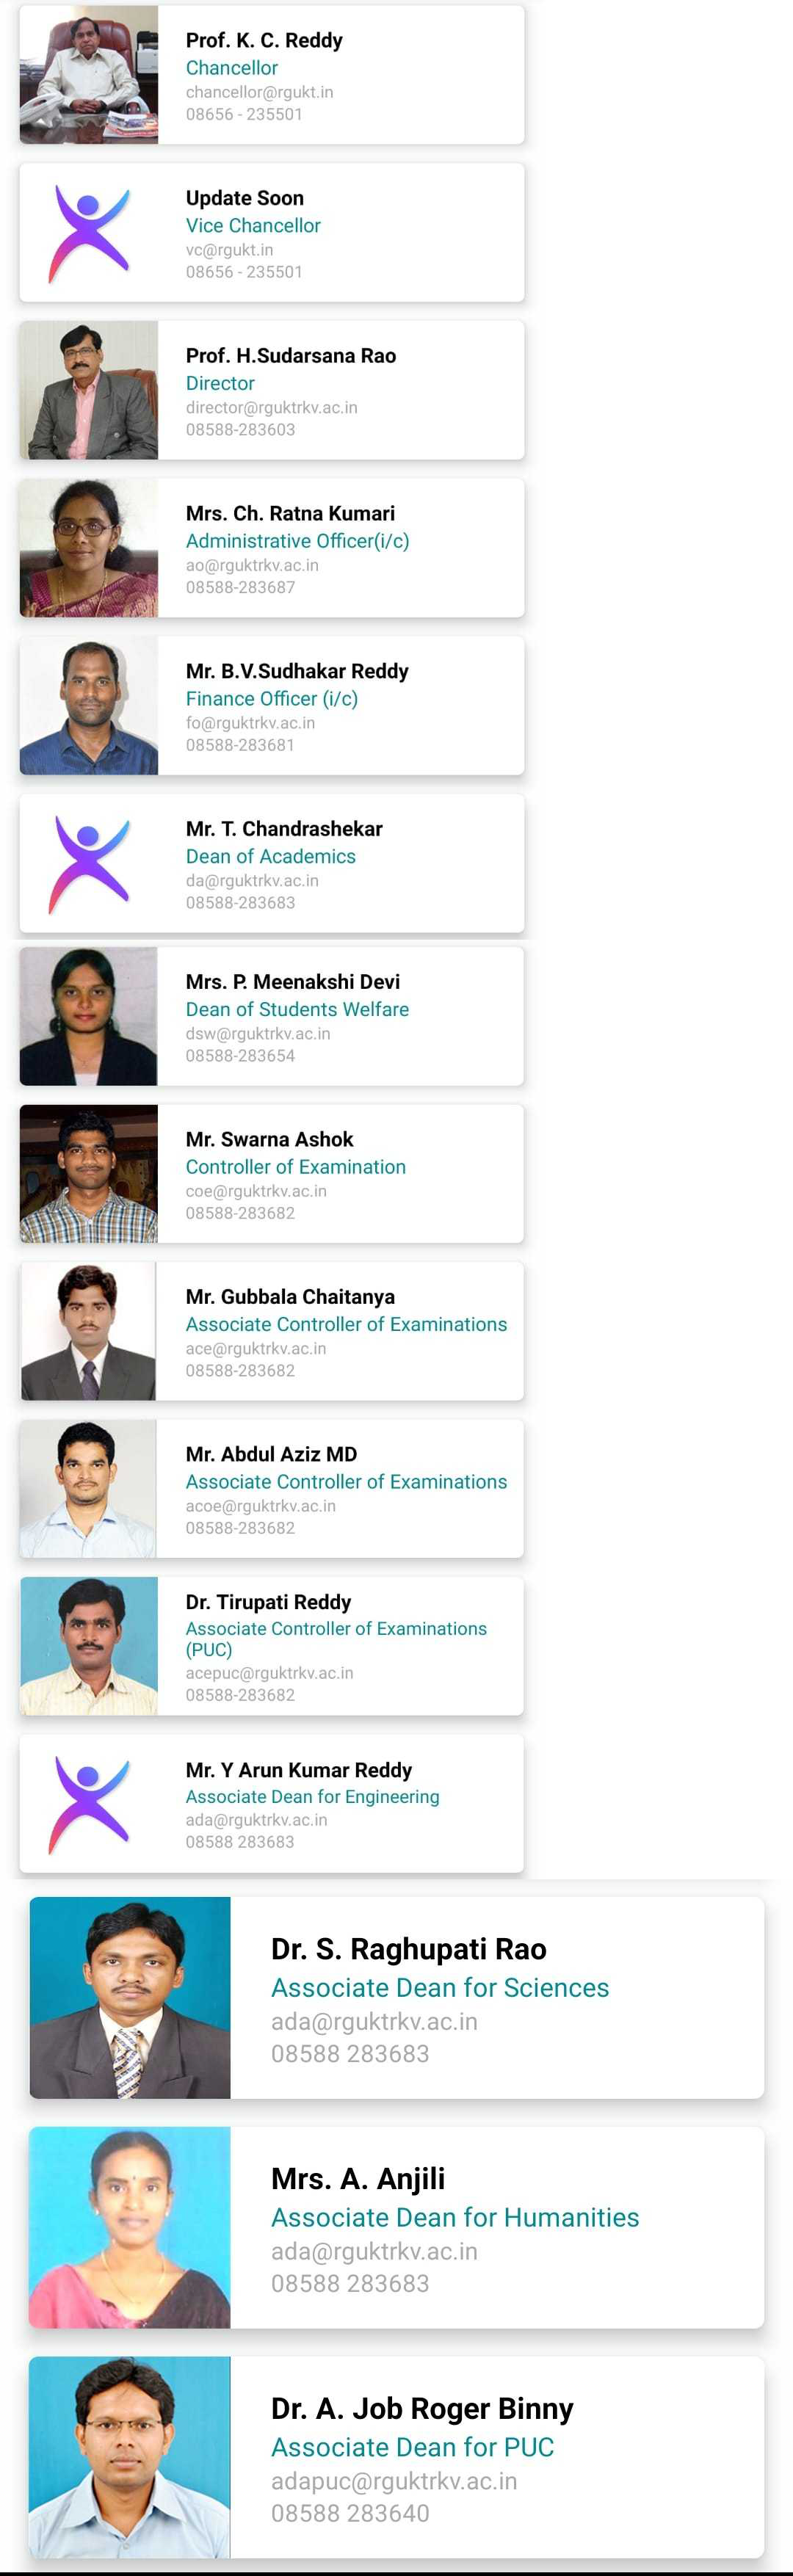 Prof. K. C. Reddy
Chancellor
chancellor@rgukt.in
08656 - 235501
Update Soon
Vice Chancellor
vc@rgukt.in
08656 - 235501
Prof. H.Sudarsana Rao
Director
director@rguktrkv.ac.in
08588-283603
Mrs. Ch. Ratna Kumari
Administrative Officer(i/c)
ao@rguktrkv.ac.in
08588-283687
Mr. B.V.Sudhakar Reddy
Finance Officer (i/c)
fo@rguktrkv.ac.in
08588-283681
Mr. T. Chandrashekar
Dean of Academics
da@rguktrkv.ac.in
08588-283683
Mrs. P. Meenakshi Devi
Dean of Students Welfare
dsw@rguktrkv.ac.in
08588-283654
Mr. Swarna Ashok
Controller of Examination
coe@rguktrkv.ac.in
08588-283682
Mr. Gubbala Chaitanya
Associate Controller of Examinations
ace@rguktrkv.ac.in
08588-283682
Mr. Abdul Aziz MD
Associate Controller of Examinations
acoe@rguktrkv.ac.in
08588-283682
Dr. Tirupati Reddy
Associate Controller of Examinations
(PUC)
acepuc@rguktrkv.ac.in
08588-283682
Mr. Y Arun Kumar Reddy
Associate Dean for Engineering
ada@rguktrkv.ac.in
08588 283683
Dr. S. Raghupati Rao
Associate Dean for Sciences
ada@rguktrkv.ac.in
08588 283683
Mrs. A. Anjili
Associate Dean for Humanities
ada@rguktrkv.ac.in
08588 283683
Dr. A. Job Roger Binny
Associate Dean for PUC
adapuc@rguktrkv.ac.in
08588 283640